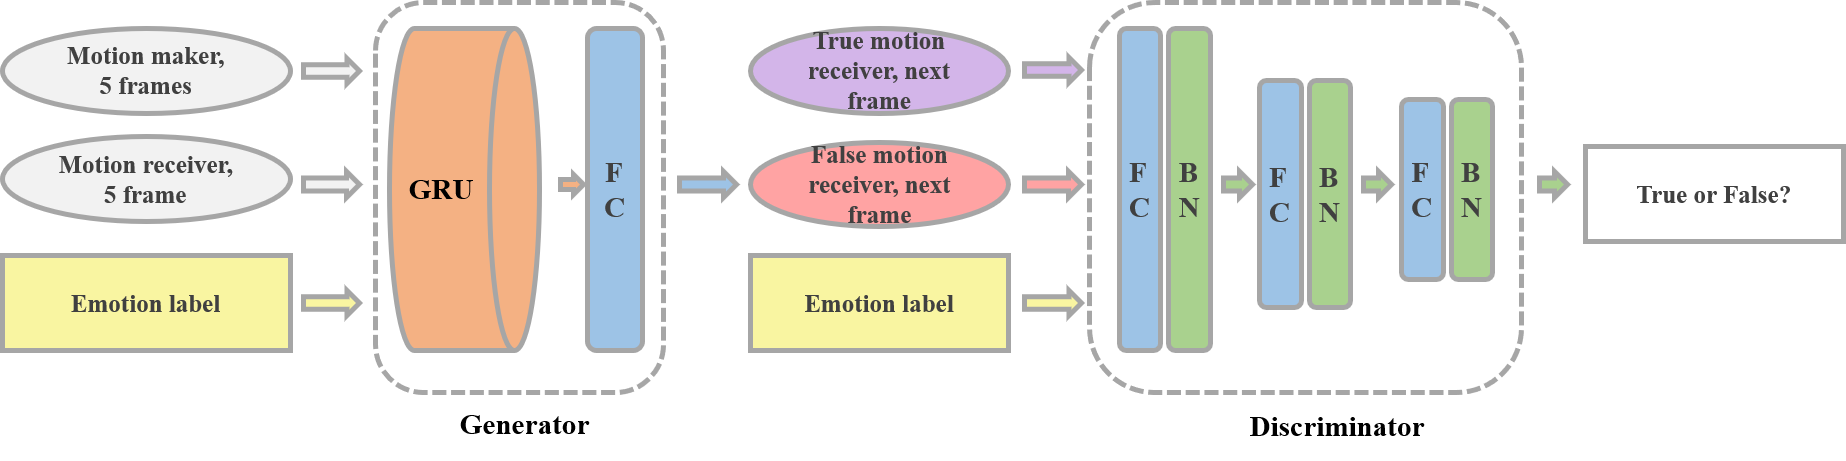 Motion maker,
5 frames
Motion receiver,
5 frame
Emotion label
GRU
F
C
Generator
True motion
receiver, next
frame
False motion
receiver, next
frame
Emotion label
F
C
B
N
F
C
B
N
F
C
B
N
Discriminator
True or False?